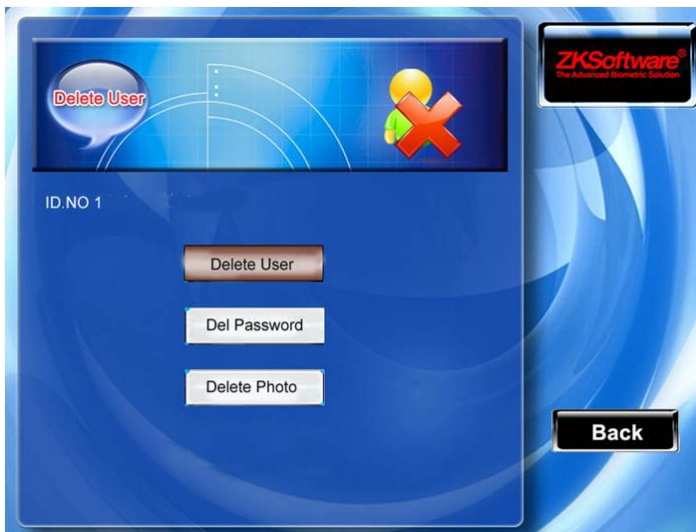 Delete User
ZKSoftware®
The Advanced Biometric Solution
ID.NO 1
Delete User
Del Password
Delete Photo
Back